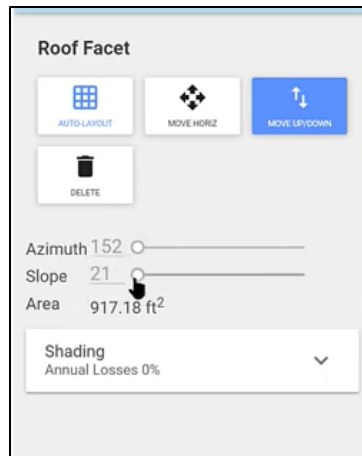 Roof Facet
AUTO-LAYOUT MOVE HORIZ MOVE UP/DOWN
DELETE
Azimuth 152
Slope 21
Area 917.18 ft2
Shading
Annual Losses 0%